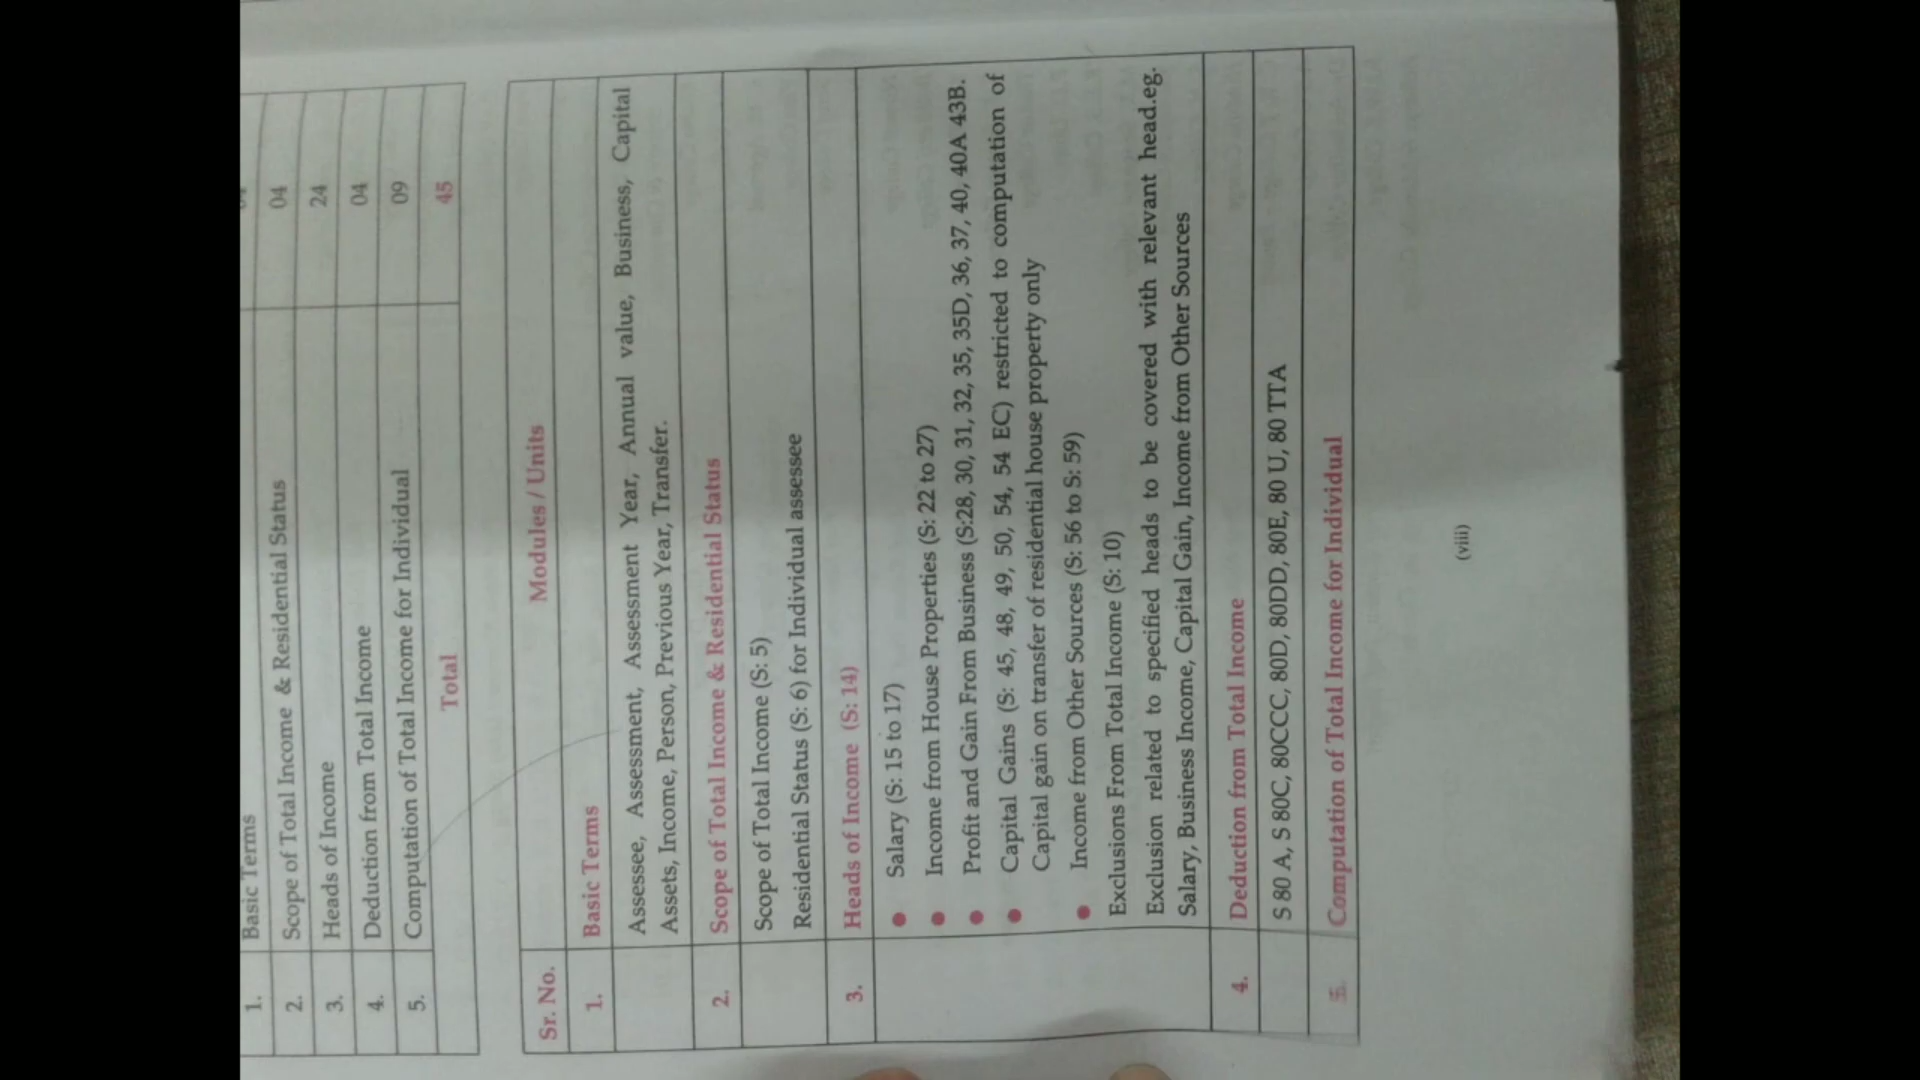 1. Basic Terms
2. Scope of Total Income & Residential Status 04
3. Heads of Income 24
4. Deduction from Total Income 04
5. Computation of Total Income for Individual 09
Total 45
Sr. No. Modules / Units
1. Basic Terms
Assessee, Assessment, Assessment Year, Annual value, Business, Capital
Assets, Income, Person, Previous Year, Transfer.
2. Scope of Total Income & Residential Status
Scope of Total Income (S: 5)
Residential Status (S: 6) for Individual assessee
3. Heads of Income (S: 14)
● Salary (S: 15 to 17)
● Income from House Properties (S: 22 to 27)
● Profit and Gain From Business (S:28, 30, 31, 32, 35, 35D, 36, 37, 40, 40A 43B.
● Capital Gains (S: 45, 48, 49, 50, 54, 54 EC) restricted to computation of
Capital gain on transfer of residential house property only
● Income from Other Sources (S: 56 to S: 59)
Exclusions From Total Income (S: 10)
Exclusion related to specified heads to be covered with relevant head.eg.
Salary, Business Income, Capital Gain, Income from Other Sources
4. Deduction from Total Income
S 80 A, S 80C, 80CCC, 80D, 80DD, 80E, 80 U, 80 TTA
5. Computation of Total Income for Individual
(viii)